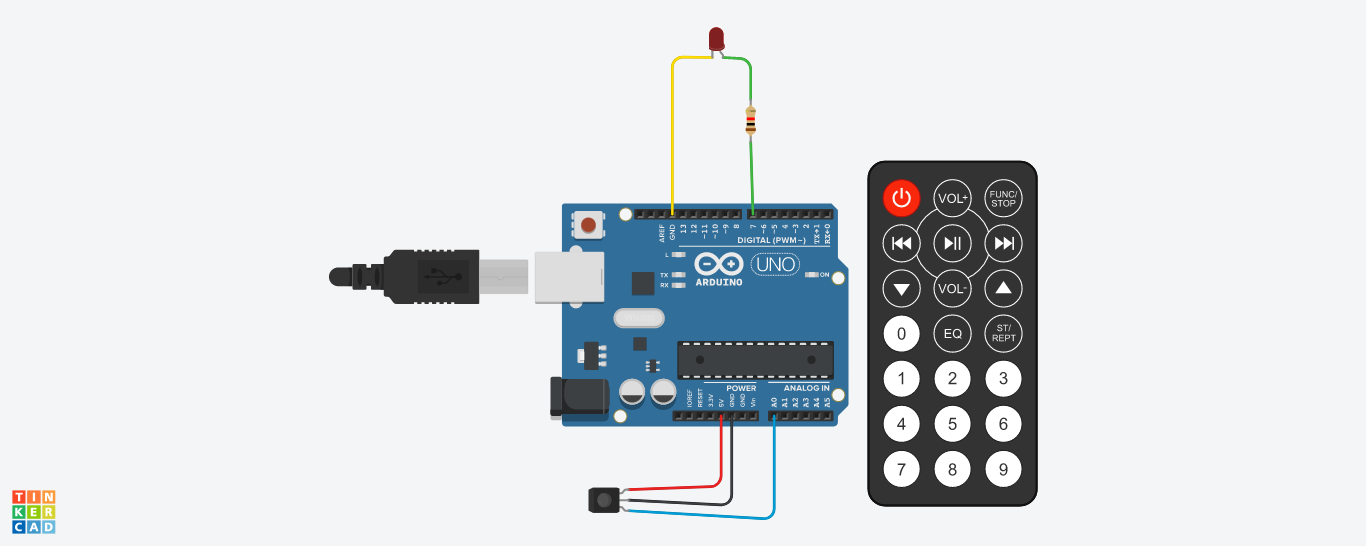 VOL+
FUNC/
STOP
VOL-
0
EQ
ST/
REPT
1
2
3
4
5
6
7
8
9
AREF
GND
13
12
~11
~10
~9
8
7
~6
~5
4
~3
2
TX→1
RX←0
DIGITAL (PWM~)
L
TX
RX
ARDUINO
UNO
ON
POWER
ANALOG IN
IOREF
RESET
3.3V
5V
GND
GND
Vin
A0
A1
A2
A3
A4
A5
TIN
KER
CAD